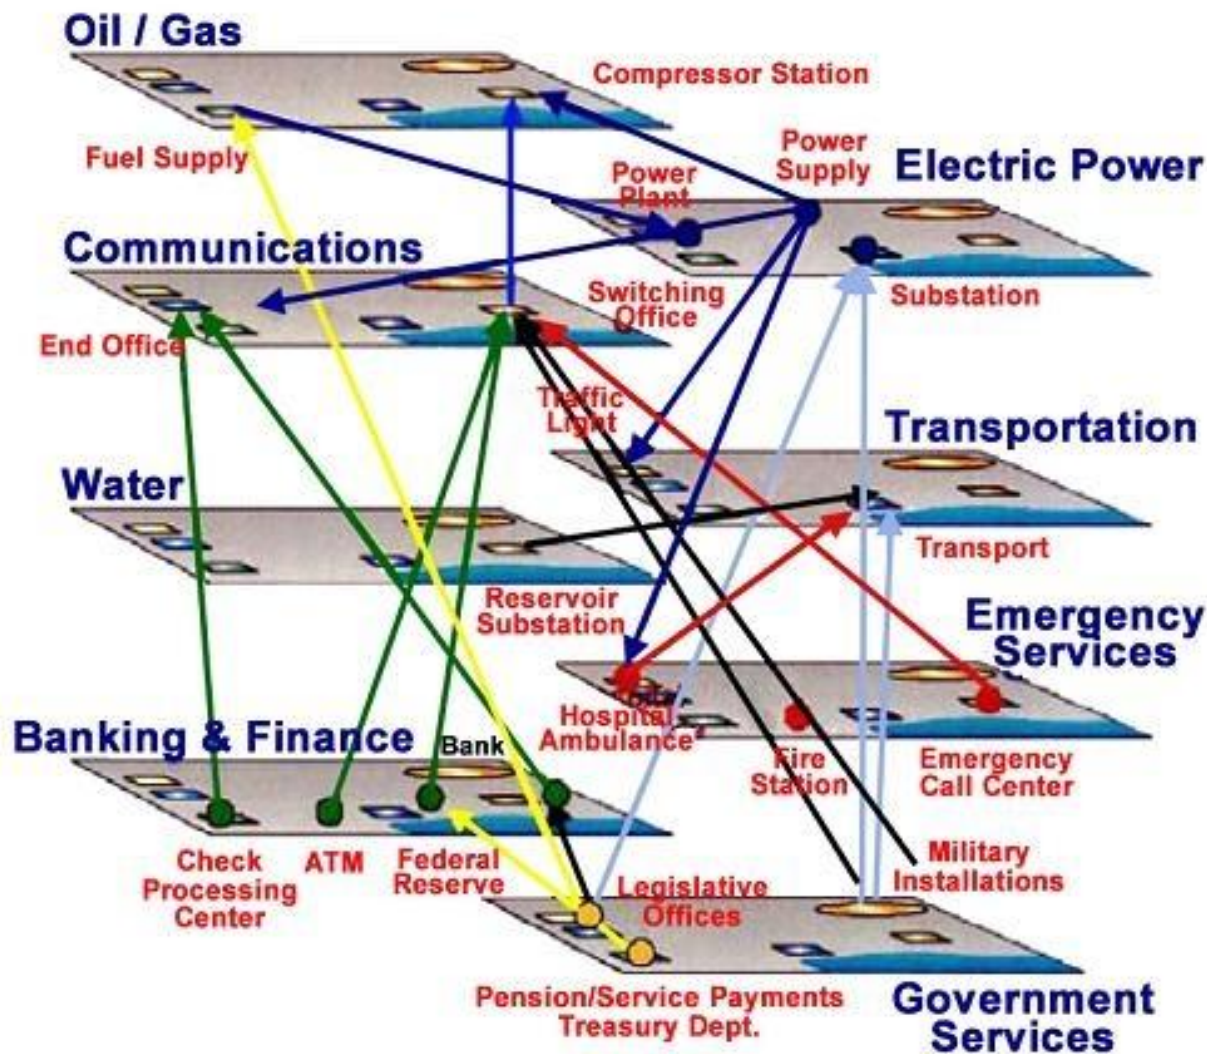 Oil / Gas
Compressor Station
Fuel Supply
Power
Supply
Power
Plant
Electric Power
Communications
Switching
Office
Substation
End Office
Traffic
Light
Transportation
Water
Transport
Reservoir
Substation
Emergency
Services
Hospital
Ambulance
Fire
Station
Emergency
Call Center
Banking & Finance
Bank
Check
Processing
Center
ATM
Federal
Reserve
Legislative
Offices
Military
Installations
Pension/Service Payments
Treasury Dept.
Government
Services